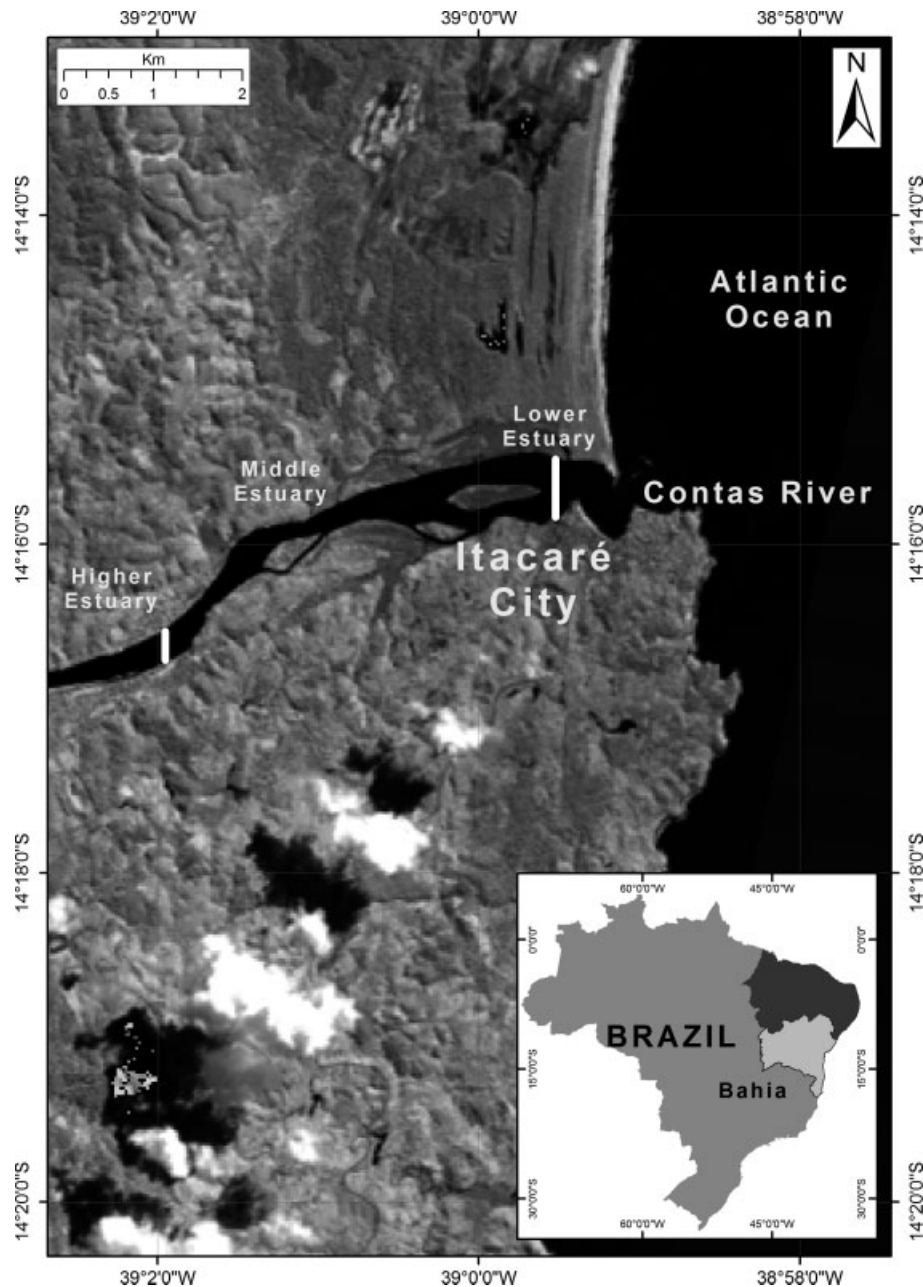 39°2'0"W
39°0'0"W
38°58'0"W
Km
0 0.5 1 2
N
14°14'0"S
14°14'0"S
Atlantic
Ocean
Lower
Estuary
Middle
Estuary
Contas River
14°16'0"S
14°16'0"S
Itacaré
City
Higher
Estuary
14°18'0"S
14°18'0"S
60°0'0"W
45°0'0"W
0°0'0"
0°0'0"
BRAZIL
15°0'0"S
15°0'0"S
Bahia
30°0'0"S
30°0'0"S
60°0'0"W
45°0'0"W
14°20'0"S
14°20'0"S
39°2'0"W
39°0'0"W
38°58'0"W